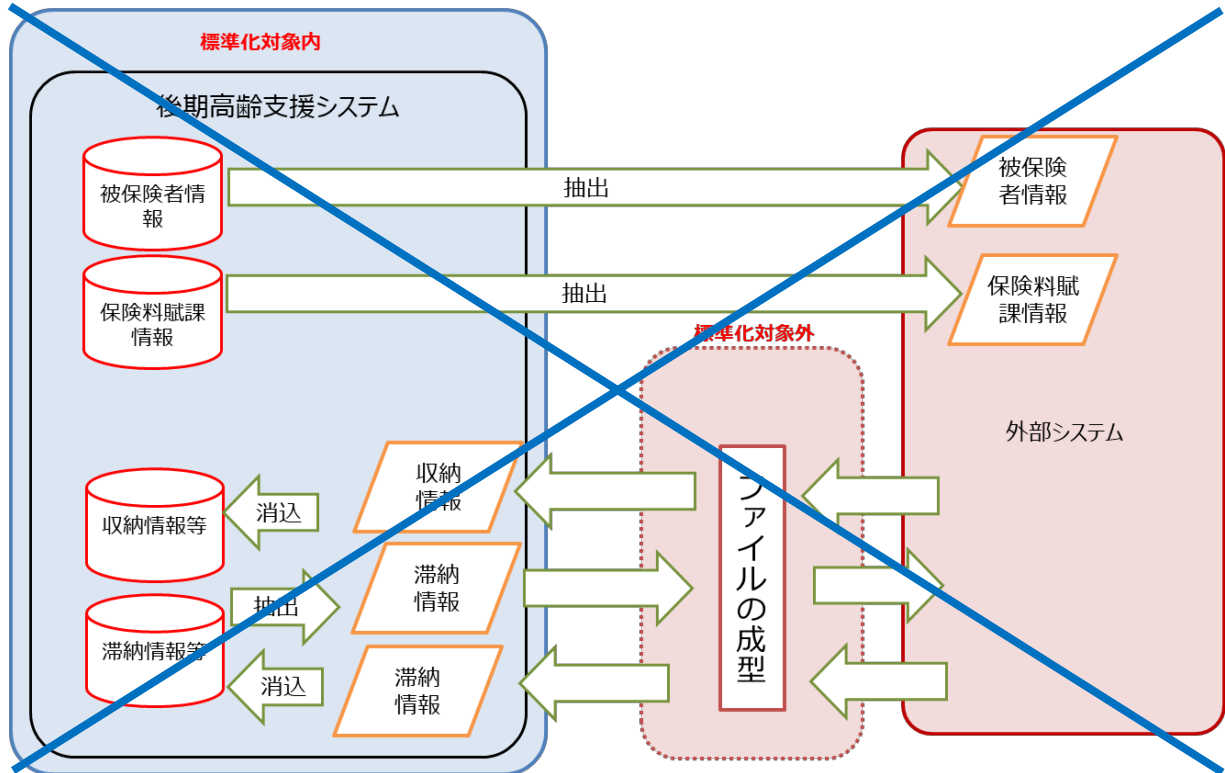 標準化対象内
後期高齢支援システム
被保険者情
報
抽出
被保険
者情報
保険料賦課
情報
抽出
保険料賦
課情報
標準化対象外
外部システム
収納
情報
消込
収納情報等
ファイルの成型
滞納
情報
抽出
滞納情報等
消込
滞納
情報